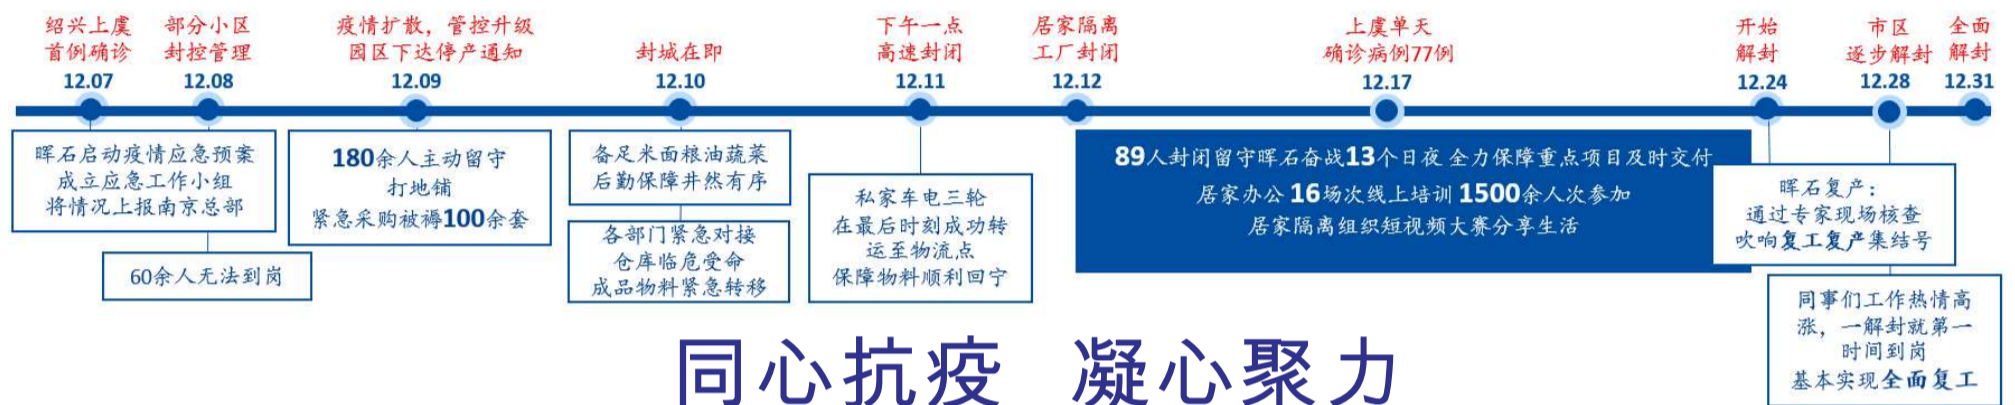 绍兴上虞
首例确诊
12.07
部分小区
封控管理
12.08
疫情扩散，管控升级
园区下达停产通知
12.09
封城在即
12.10
下午一点
高速封闭
12.11
居家隔离
工厂封闭
12.12
上虞单天
确诊病例77例
12.17
开始
解封
12.24
市区
逐步解封
12.28
全面
解封
12.31
晖石启动疫情应急预案
成立应急工作小组
将情况上报南京总部
60余人无法到岗
180余人主动留守
打地铺
紧急采购被褥100余套
备足米面粮油蔬菜
后勤保障井然有序
各部门紧急对接
仓库临危受命
成品物料紧急转移
私家车电三轮
在最后时刻成功转
运至物流点
保障物料顺利回宁
89人封闭留守晖石奋战13个日夜 全力保障重点项目及时交付
居家办公 16场次线上培训 1500余人次参加
居家隔离组织短视频大赛分享生活
晖石复产：
通过专家现场核查
吹响复工复产集结号
同事们工作热情高
涨，一解封就第一
时间到岗
基本实现全面复工
同心抗疫 凝心聚力